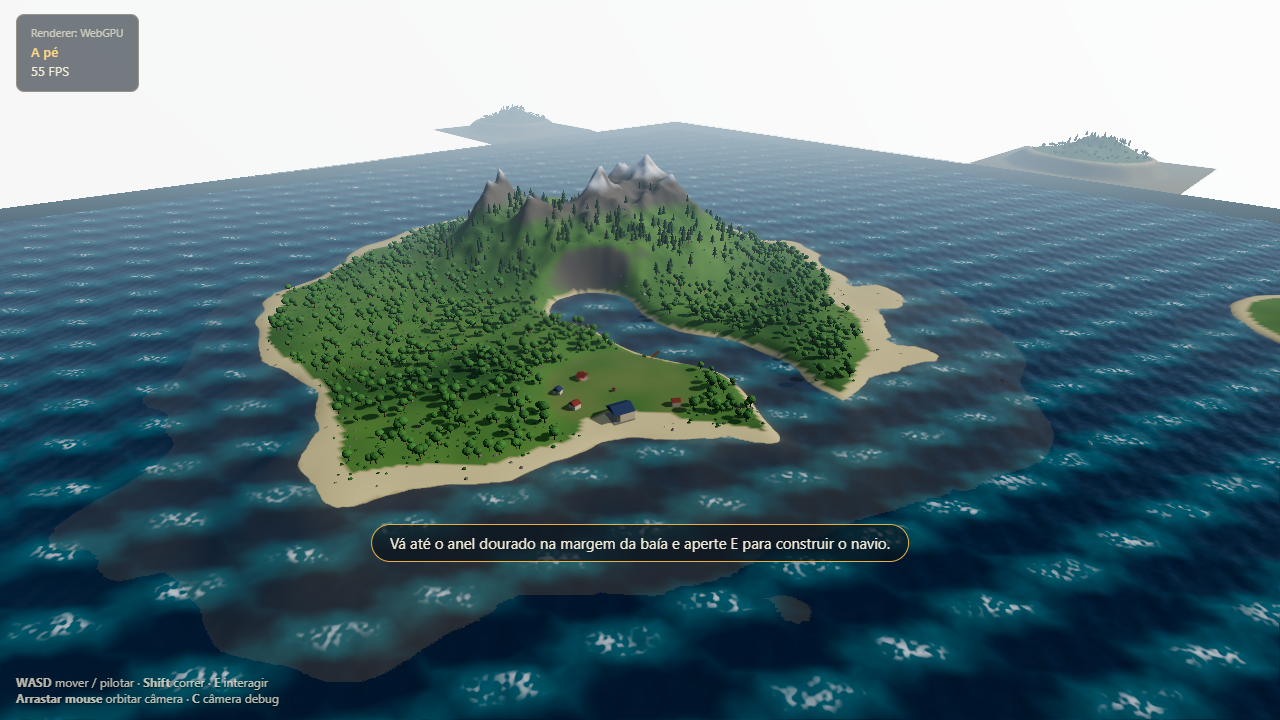 Renderer: WebGPU
A pé
55 FPS
Vá até o anel dourado na margem da baía e aperte E para construir o navio.
WASD mover / pilotar · Shift correr · E interagir
Arrastar mouse orbitar câmera · C câmera debug